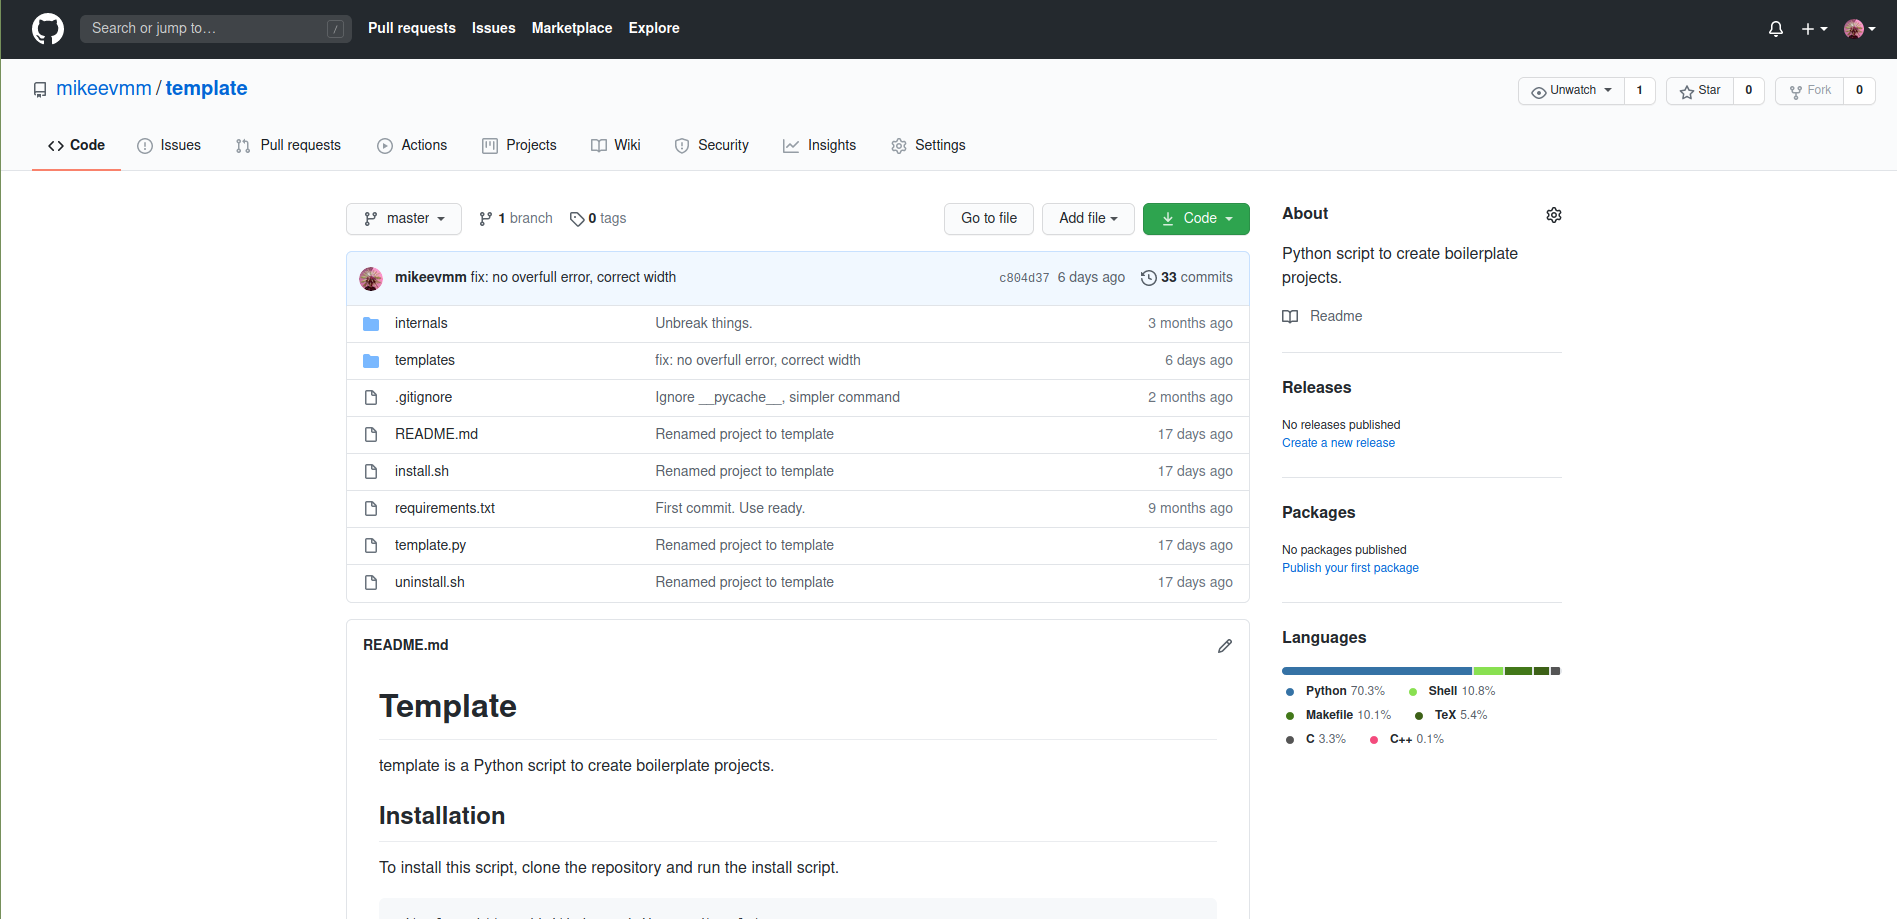 Search or jump to… / Pull requests Issues Marketplace Explore
mikeevmm / template Unwatch 1 Star 0 Fork 0
Code Issues Pull requests Actions Projects Wiki Security Insights Settings
master 1 branch 0 tags Go to file Add file Code
mikeevmm fix: no overfull error, correct width c804d37 6 days ago 33 commits
internals Unbreak things. 3 months ago
templates fix: no overfull error, correct width 6 days ago
.gitignore Ignore __pycache__, simpler command 2 months ago
README.md Renamed project to template 17 days ago
install.sh Renamed project to template 17 days ago
requirements.txt First commit. Use ready. 9 months ago
template.py Renamed project to template 17 days ago
uninstall.sh Renamed project to template 17 days ago
README.md
Template
template is a Python script to create boilerplate projects.
Installation
To install this script, clone the repository and run the install script.
About
Python script to create boilerplate
projects.
Readme
Releases
No releases published
Create a new release
Packages
No packages published
Publish your first package
Languages
Python 70.3% Shell 10.8%
Makefile 10.1% TeX 5.4%
C 3.3% C++ 0.1%